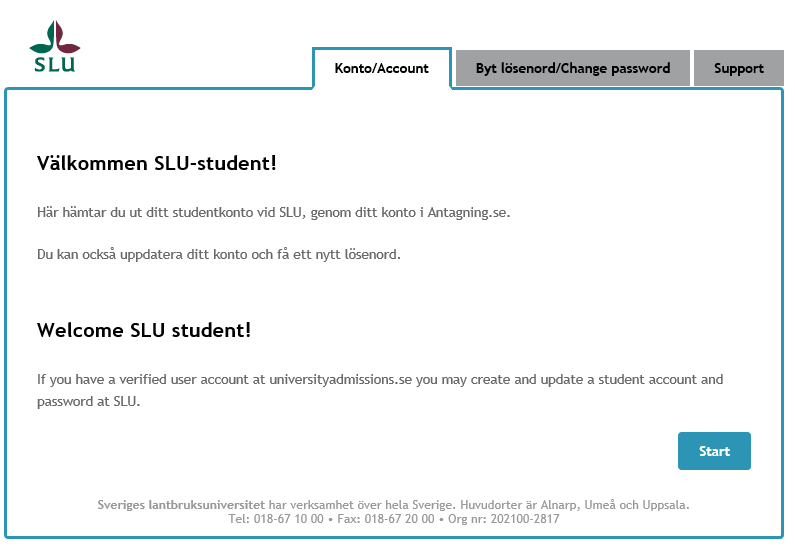 SLU
Konto/Account
Byt lösenord/Change password
Support
Välkommen SLU-student!
Här hämtar du ut ditt studentkonto vid SLU, genom ditt konto i Antagning.se.
Du kan också uppdatera ditt konto och få ett nytt lösenord.
Welcome SLU student!
If you have a verified user account at universityadmissions.se you may create and update a student account and
password at SLU.
Start
Sveriges lantbruksuniversitet har verksamhet över hela Sverige. Huvudorter är Alnarp, Umeå och Uppsala.
Tel: 018-67 10 00 • Fax: 018-67 20 00 • Org nr: 202100-2817